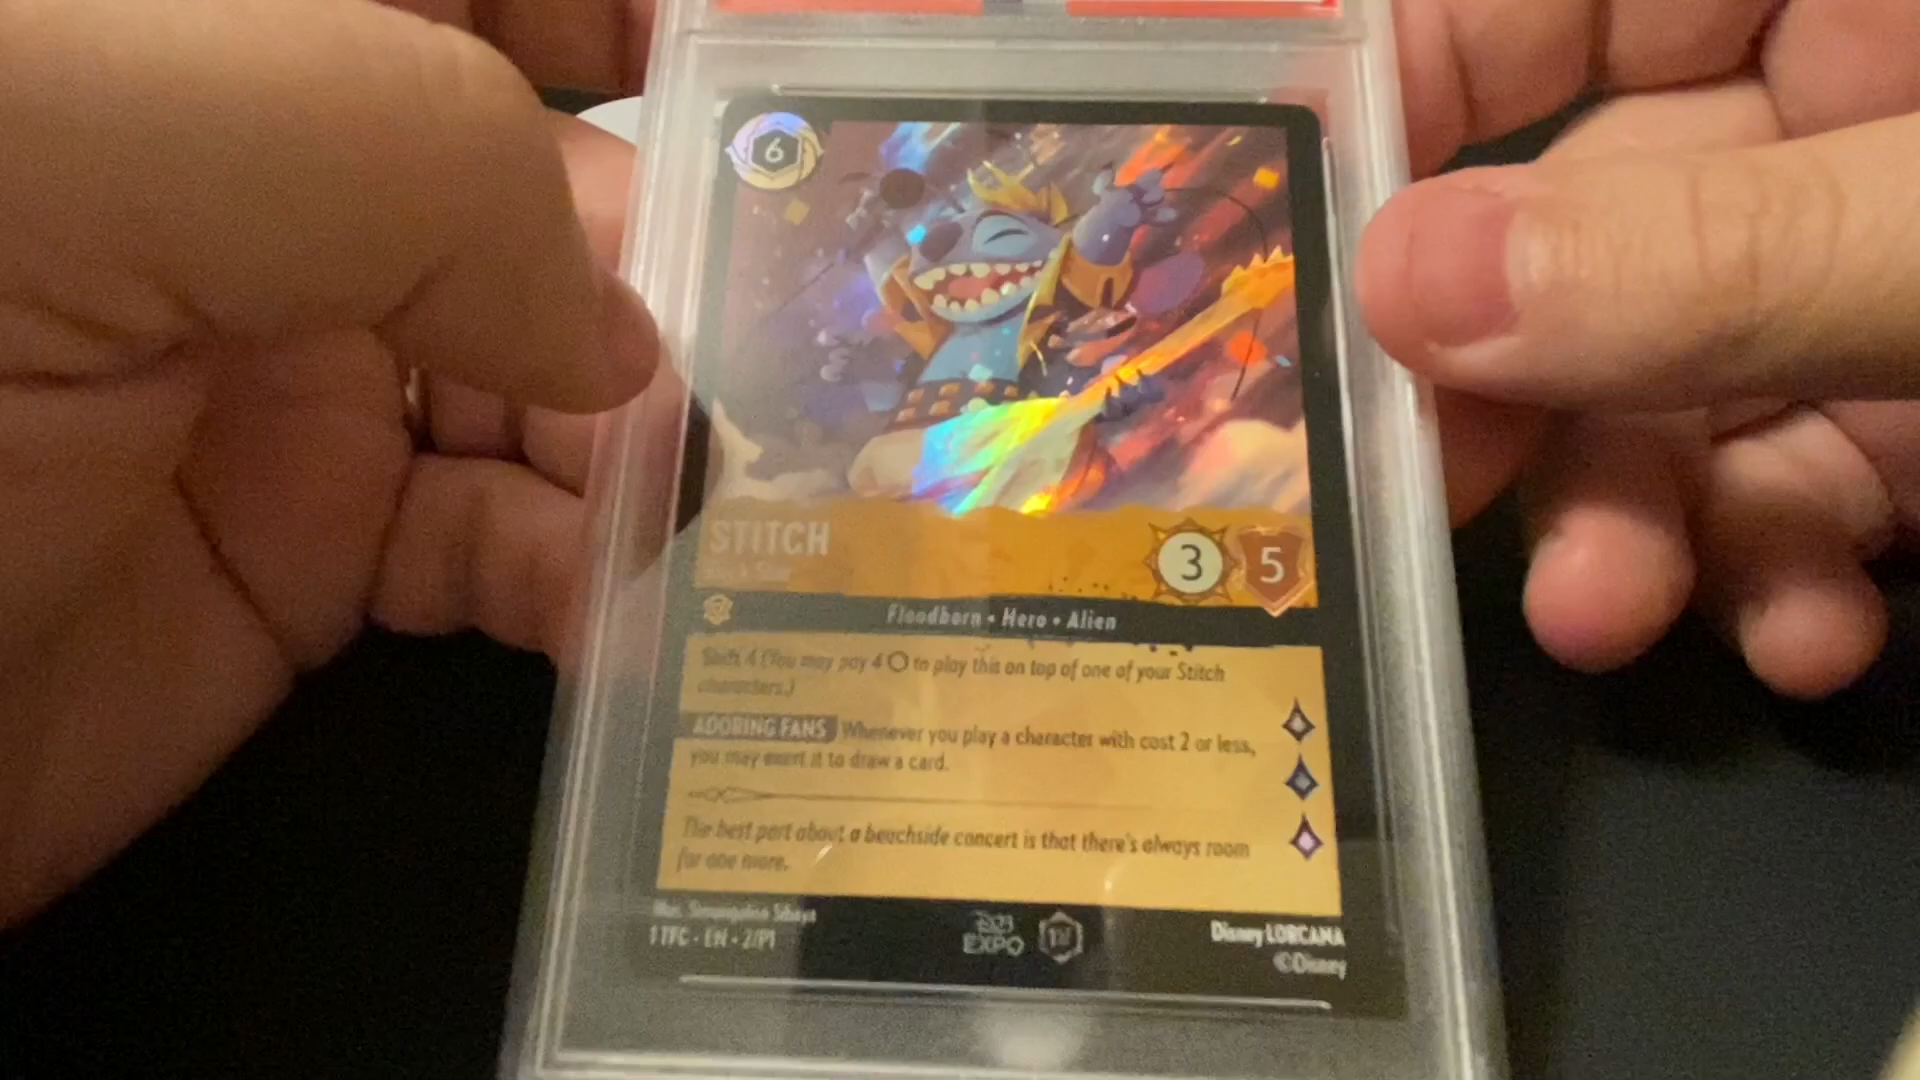 6
STITCH
3 5
Floodborn • Hero • Alien
Shift 4 (You may pay 4 to play this on top of one of your Stitch
characters.)
ADORING FANS Whenever you play a character with cost 2 or less,
you may exert it to draw a card.
The best part about a beachside concert is that there's always room
for one more.
1TFC • EN • 2/P1
D23
EXPO
Disney LORCANA
©Disney